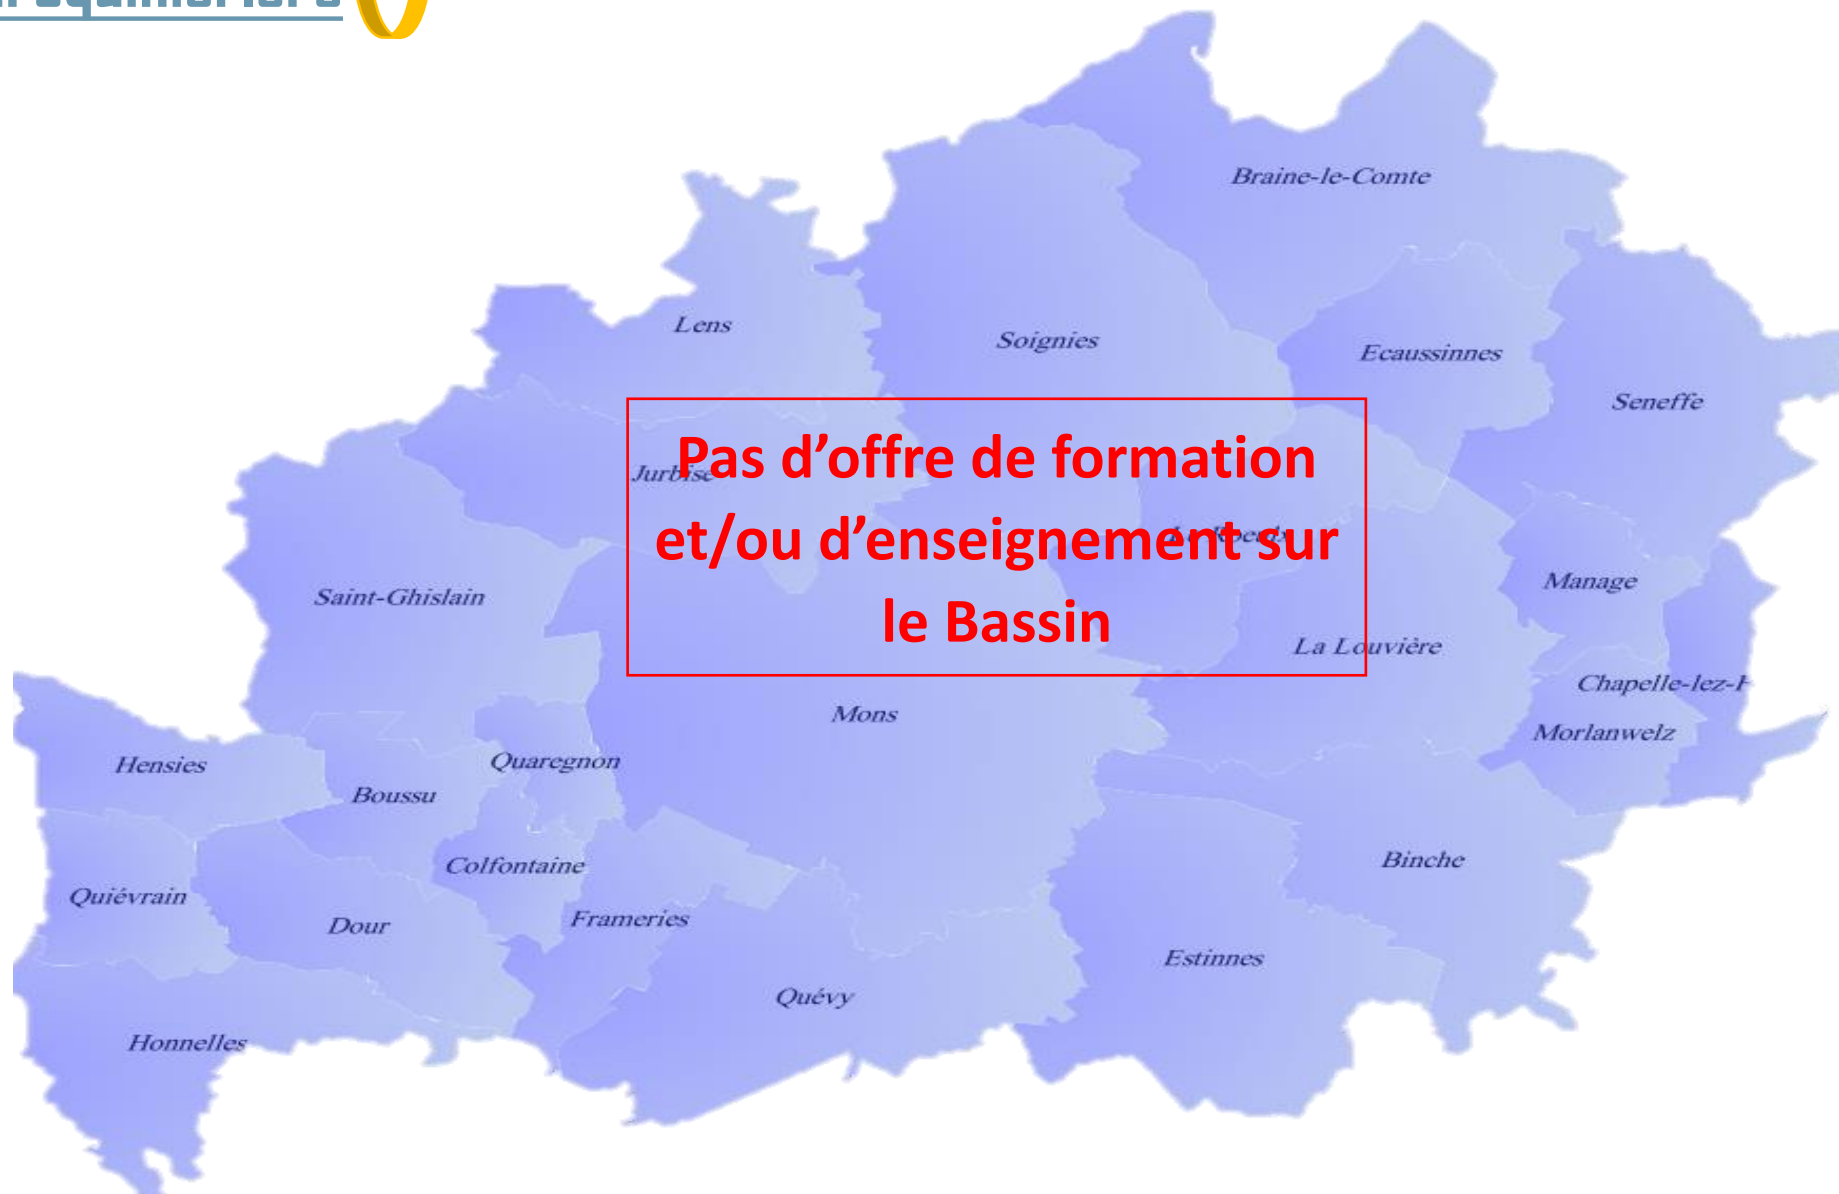 Braine-le-Comte
Lens
Soignies
Ecaussinnes
Seneffe
Pas d’offre de formation
et/ou d’enseignement sur
le Bassin
Jurbise
Manage
Saint-Ghislain
La Louvière
Chapelle-lez-
Mons
Morlanwelz
Hensies
Quaregnon
Boussu
Binche
Colfontaine
Quiévrain
Frameries
Dour
Estinnes
Quévy
Honnelles